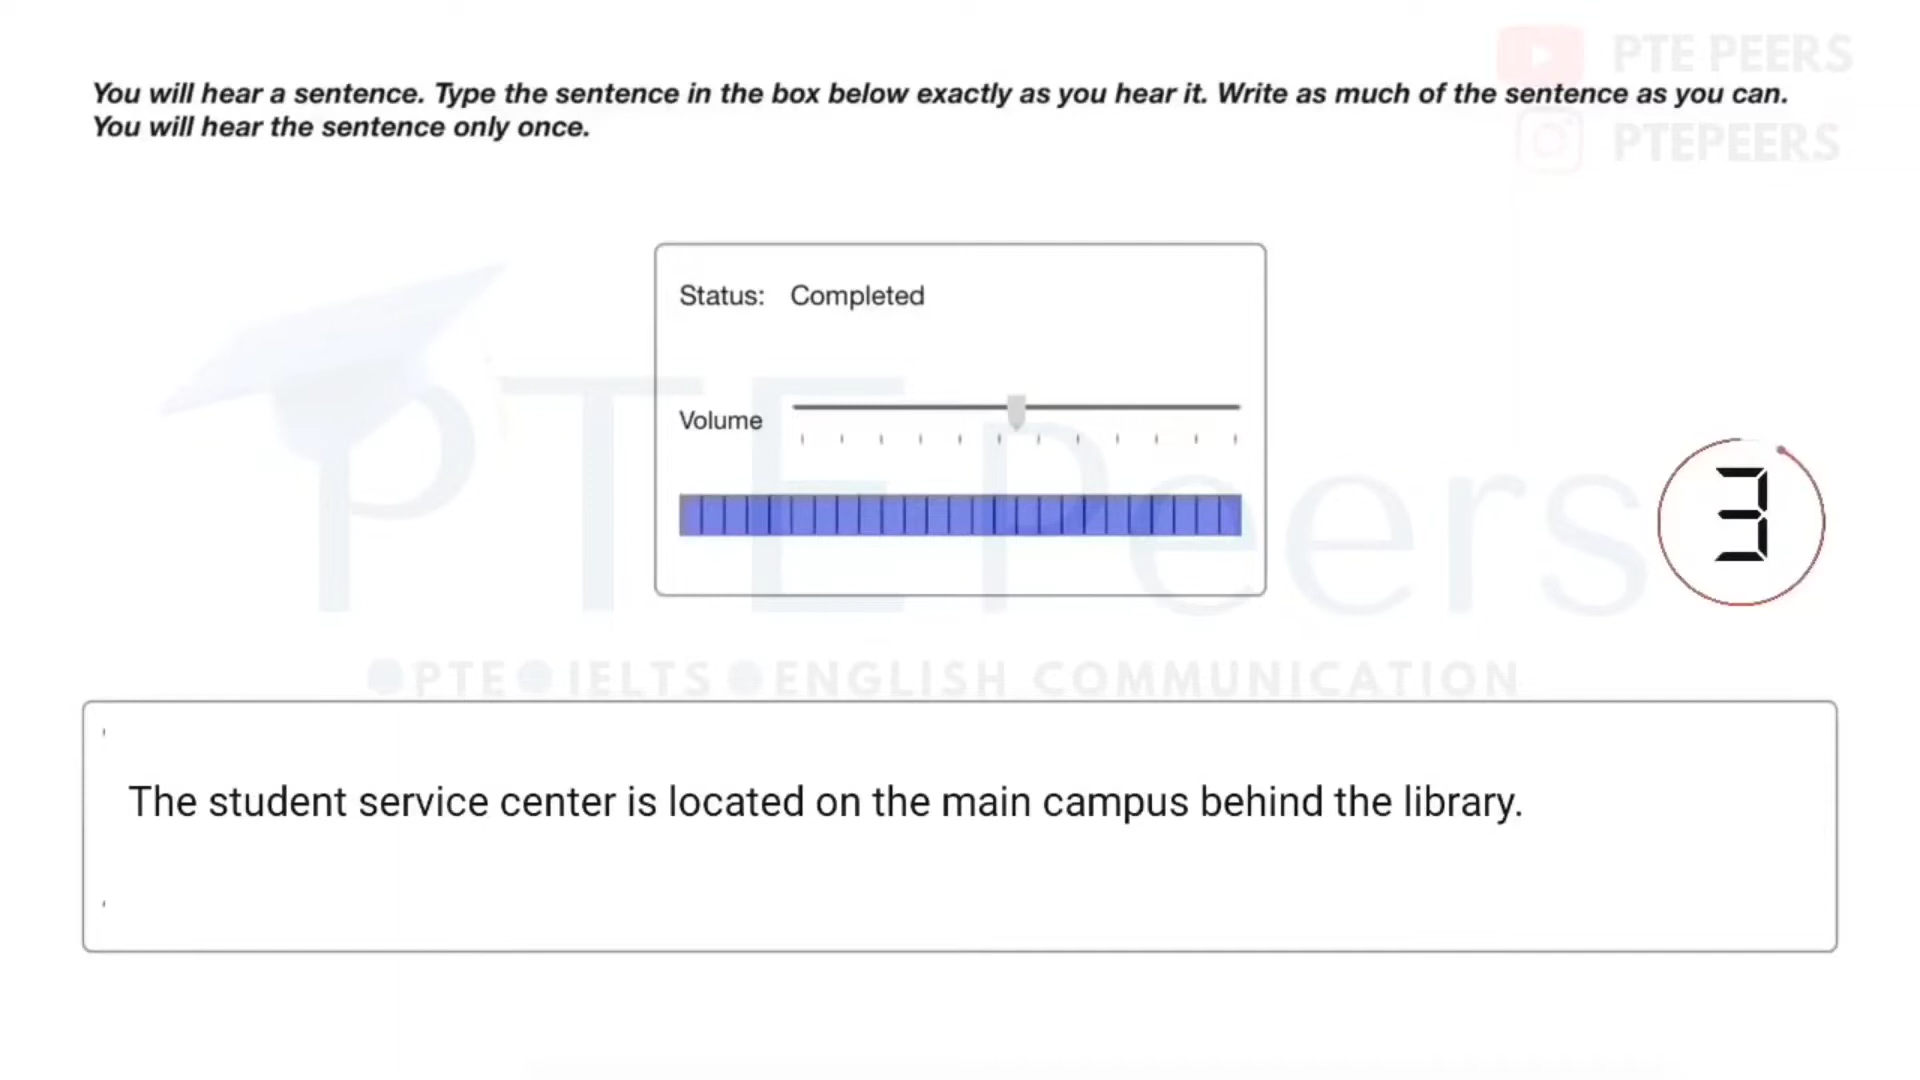 PTE PEERS
You will hear a sentence. Type the sentence in the box below exactly as you hear it. Write as much of the sentence as you can.
You will hear the sentence only once.
PTEPEERS
Status: Completed
Volume
PTE Peers
3
PTE IELTS ENGLISH COMMUNICATION
The student service center is located on the main campus behind the library.